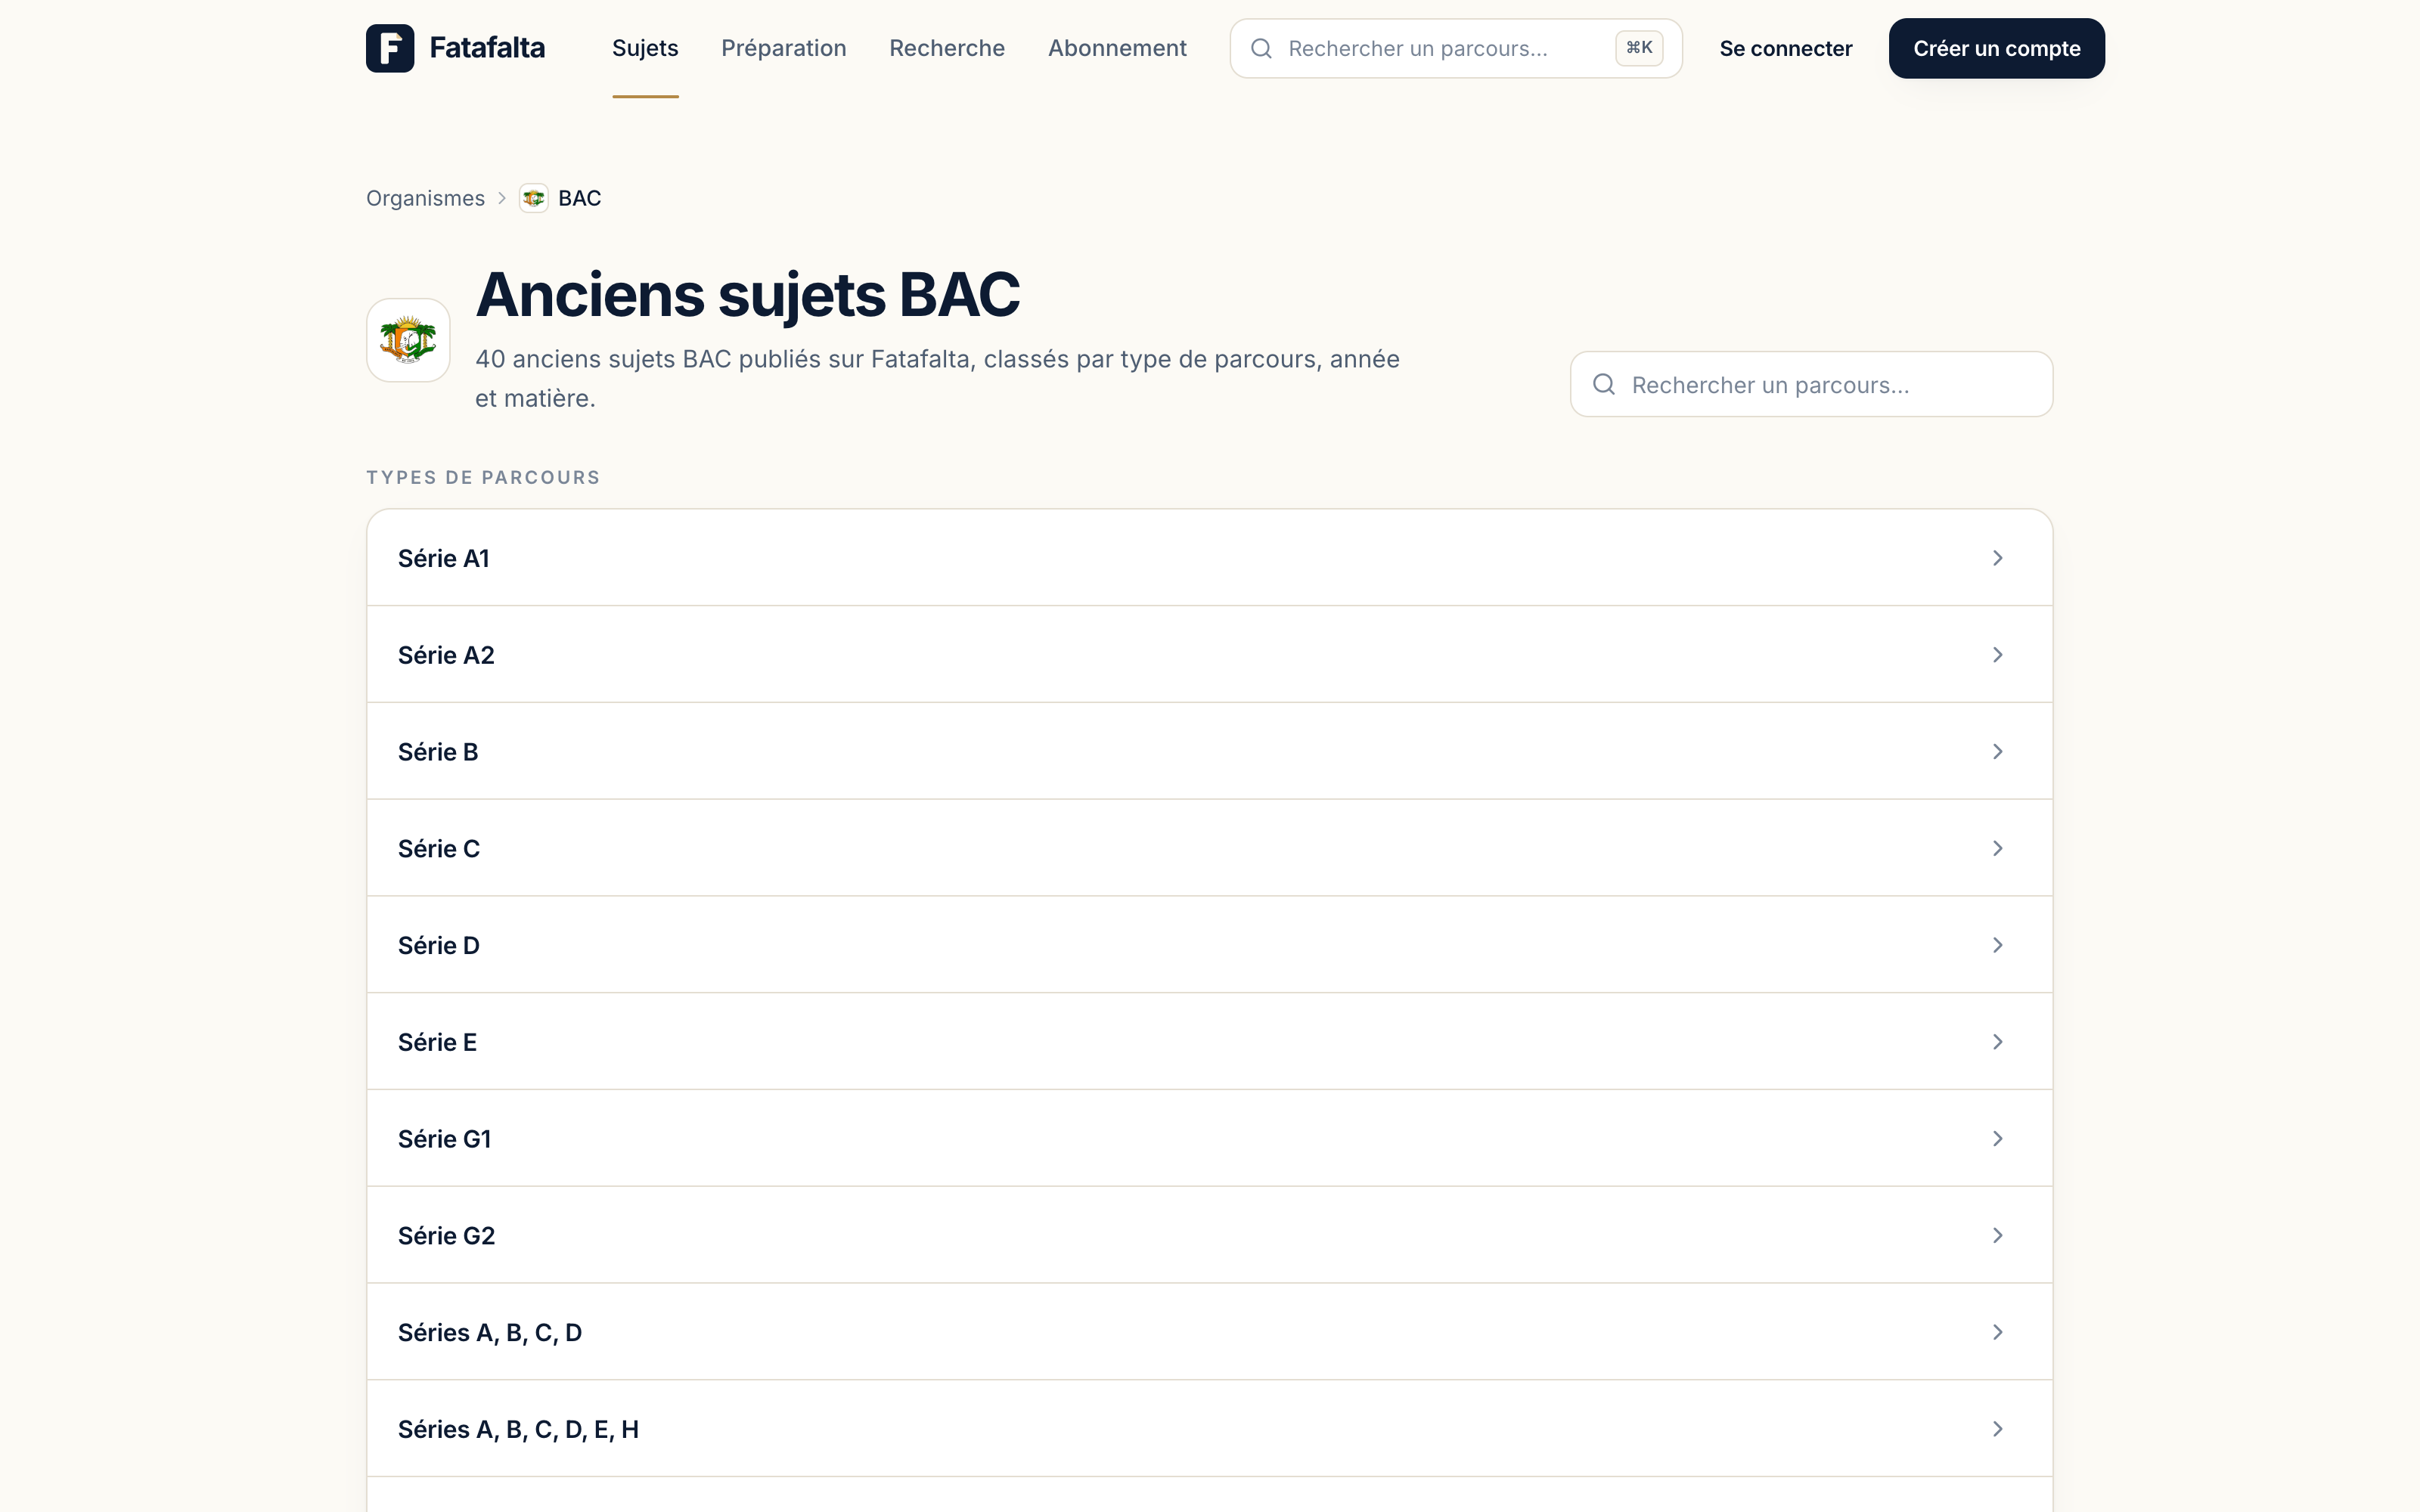 Fatafalta
Sujets
Préparation
Recherche
Abonnement
Rechercher un parcours...
⌘K
Se connecter
Créer un compte
Organismes
BAC
Anciens sujets BAC
40 anciens sujets BAC publiés sur Fatafalta, classés par type de parcours, année
et matière.
Rechercher un parcours...
TYPES DE PARCOURS
Série A1
Série A2
Série B
Série C
Série D
Série E
Série G1
Série G2
Séries A, B, C, D
Séries A, B, C, D, E, H